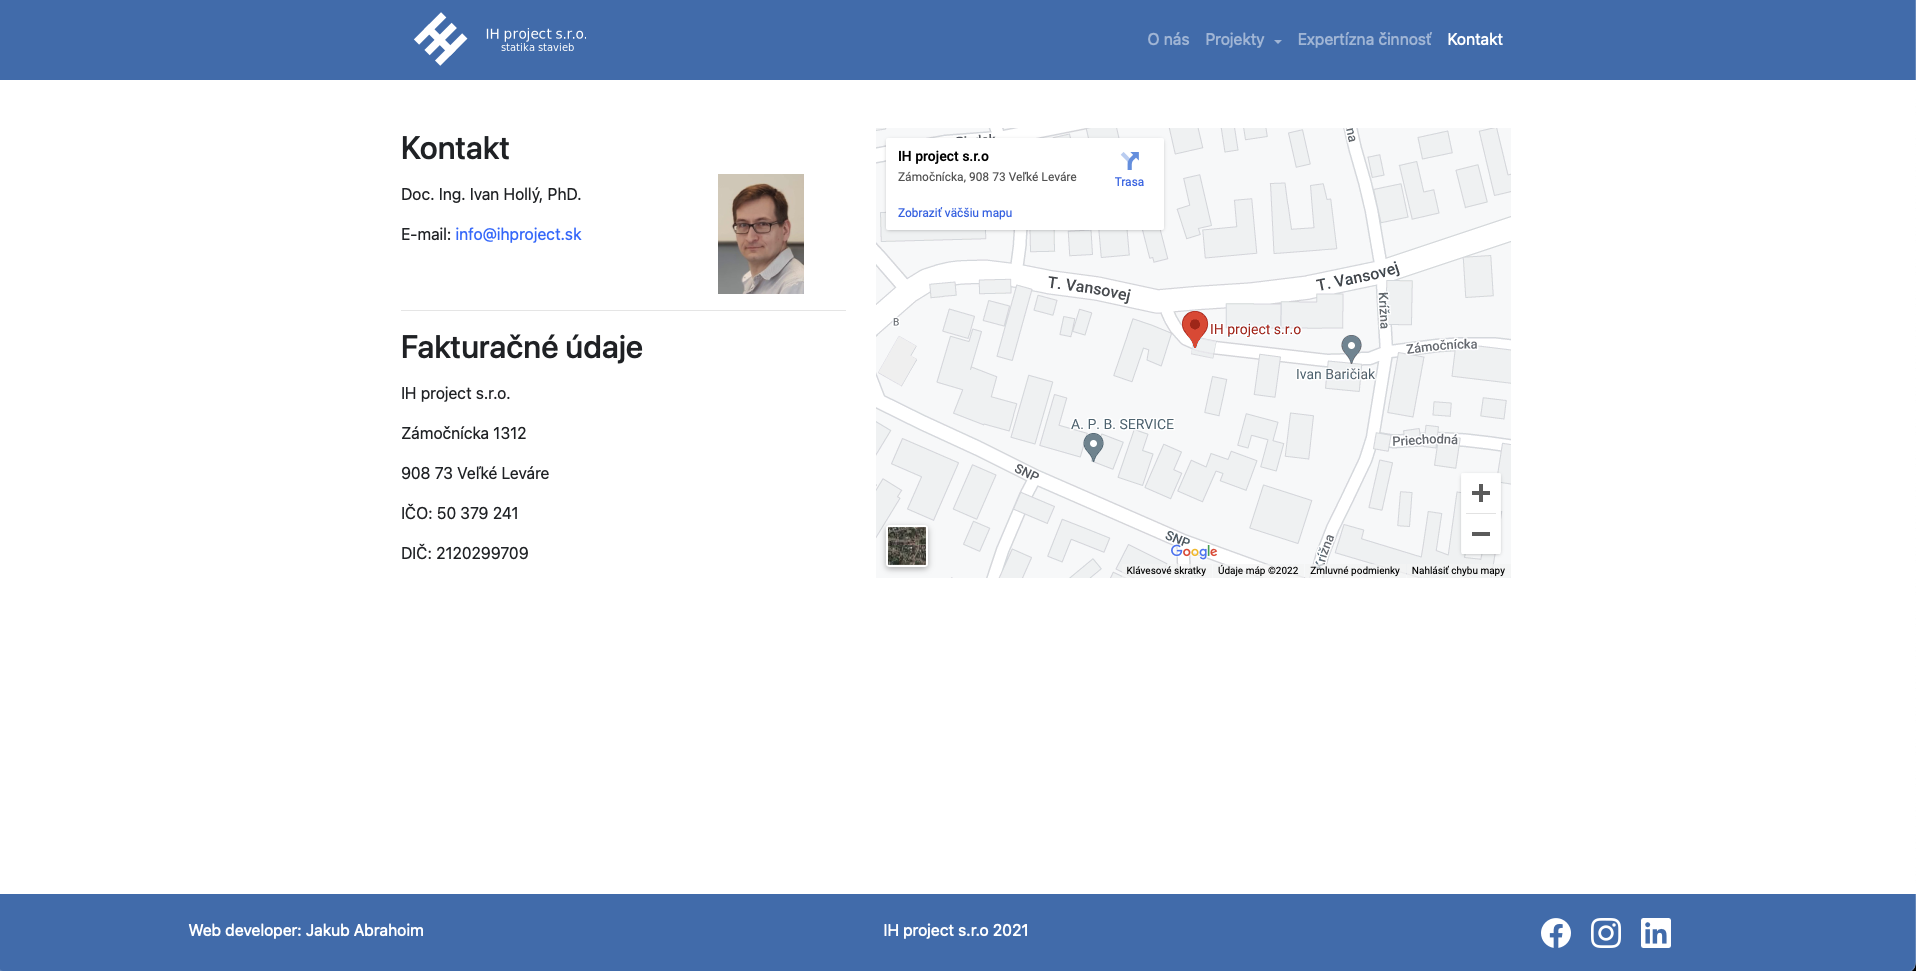 IH project s.r.o.
statika stavieb
O nás Projekty Expertízna činnosť Kontakt
Kontakt
Doc. Ing. Ivan Hollý, PhD.
E-mail: info@ihproject.sk
Fakturačné údaje
IH project s.r.o.
Zámočnícka 1312
908 73 Veľké Leváre
IČO: 50 379 241
DIČ: 2120299709
IH project s.r.o
Zámočnícka, 908 73 Veľké Leváre
Trasa
Zobraziť väčšiu mapu
T. Vansovej
T. Vansovej
Krížna
B
IH project s.r.o
Zámočnícka
Ivan Baričiak
A. P. B. SERVICE
Priechodná
SNP
SNP
Google
Klávesové skratky Údaje máp ©2022 Zmluvné podmienky Nahlásiť chybu mapy
Web developer: Jakub Abrahoim
IH project s.r.o 2021